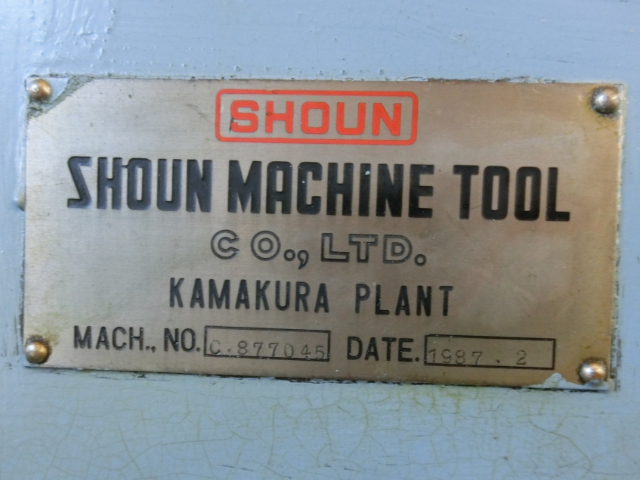 SHOUN
SHOUN MACHINE TOOL
CO., LTD.
KAMAKURA PLANT
MACH., NO. C.877045 DATE. 1987.2